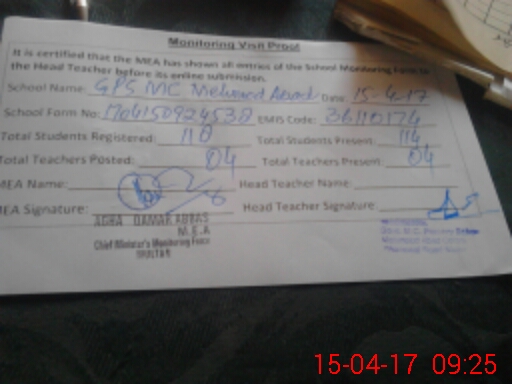 Monitoring Visit Proof
It is certified that the MEA has shown all entries of the School Monitoring Form to
the Head Teacher before its online submission.
School Name: GPS MC Mehmood Abad Date: 15-4-17
School Form No: 1704150924538 EMIS Code: 36110174
Total Students Registered: 118 Total Students Present: 114
Total Teachers Posted: 04 Total Teachers Present: 04
MEA Name: Head Teacher Name:
MEA Signature: Head Teacher Signature
AGHA QAMAR ABBAS
M.E.A
Chief Minister's Monitoring Force
MULTAN
15-04-17 09:25